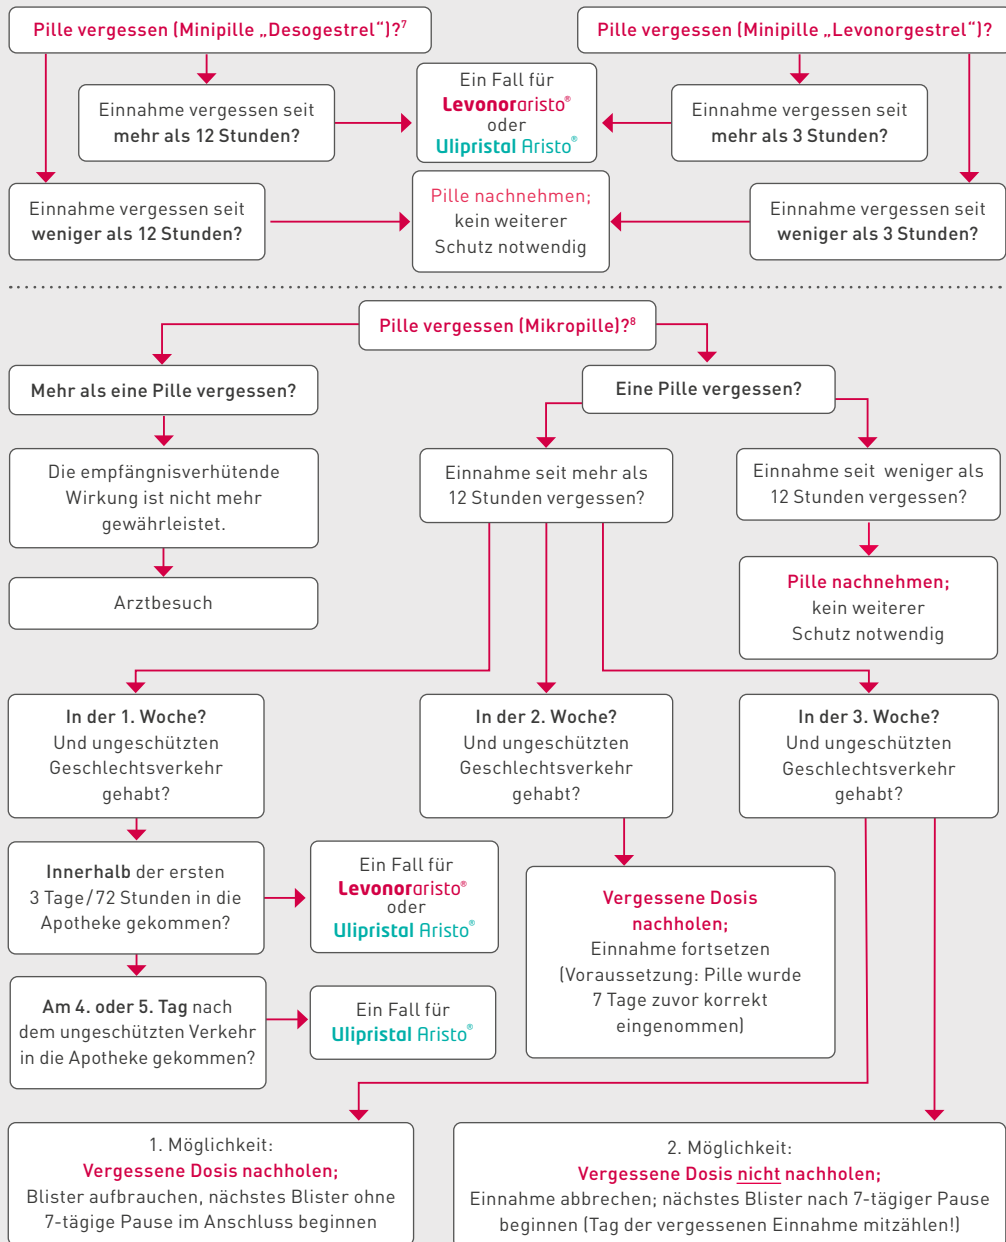 Pille vergessen (Minipille „Desogestrel“)?⁷
Pille vergessen (Minipille „Levonorgestrel“)?
Einnahme vergessen seit
mehr als 12 Stunden?
Ein Fall für
Levonoraristo®
oder
Ulipristal Aristo®
Einnahme vergessen seit
mehr als 3 Stunden?
Einnahme vergessen seit
weniger als 12 Stunden?
Pille nachnehmen;
kein weiterer
Schutz notwendig
Einnahme vergessen seit
weniger als 3 Stunden?
Pille vergessen (Mikropille)?⁸
Mehr als eine Pille vergessen?
Eine Pille vergessen?
Die empfängnisverhütende
Wirkung ist nicht mehr
gewährleistet.
Einnahme seit mehr als
12 Stunden vergessen?
Einnahme seit weniger als
12 Stunden vergessen?
Arztbesuch
Pille nachnehmen;
kein weiterer
Schutz notwendig
In der 1. Woche?
Und ungeschützten
Geschlechtsverkehr
gehabt?
In der 2. Woche?
Und ungeschützten
Geschlechtsverkehr
gehabt?
In der 3. Woche?
Und ungeschützten
Geschlechtsverkehr
gehabt?
Innerhalb der ersten
3 Tage/72 Stunden in die
Apotheke gekommen?
Ein Fall für
Levonoraristo®
oder
Ulipristal Aristo®
Vergessene Dosis
nachholen;
Einnahme fortsetzen
(Voraussetzung: Pille wurde
7 Tage zuvor korrekt
eingenommen)
Am 4. oder 5. Tag nach
dem ungeschützten Verkehr
in die Apotheke gekommen?
Ein Fall für
Ulipristal Aristo®
1. Möglichkeit:
Vergessene Dosis nachholen;
Blister aufbrauchen, nächstes Blister ohne
7-tägige Pause im Anschluss beginnen
2. Möglichkeit:
Vergessene Dosis nicht nachholen;
Einnahme abbrechen; nächstes Blister nach 7-tägiger Pause
beginnen (Tag der vergessenen Einnahme mitzählen!)